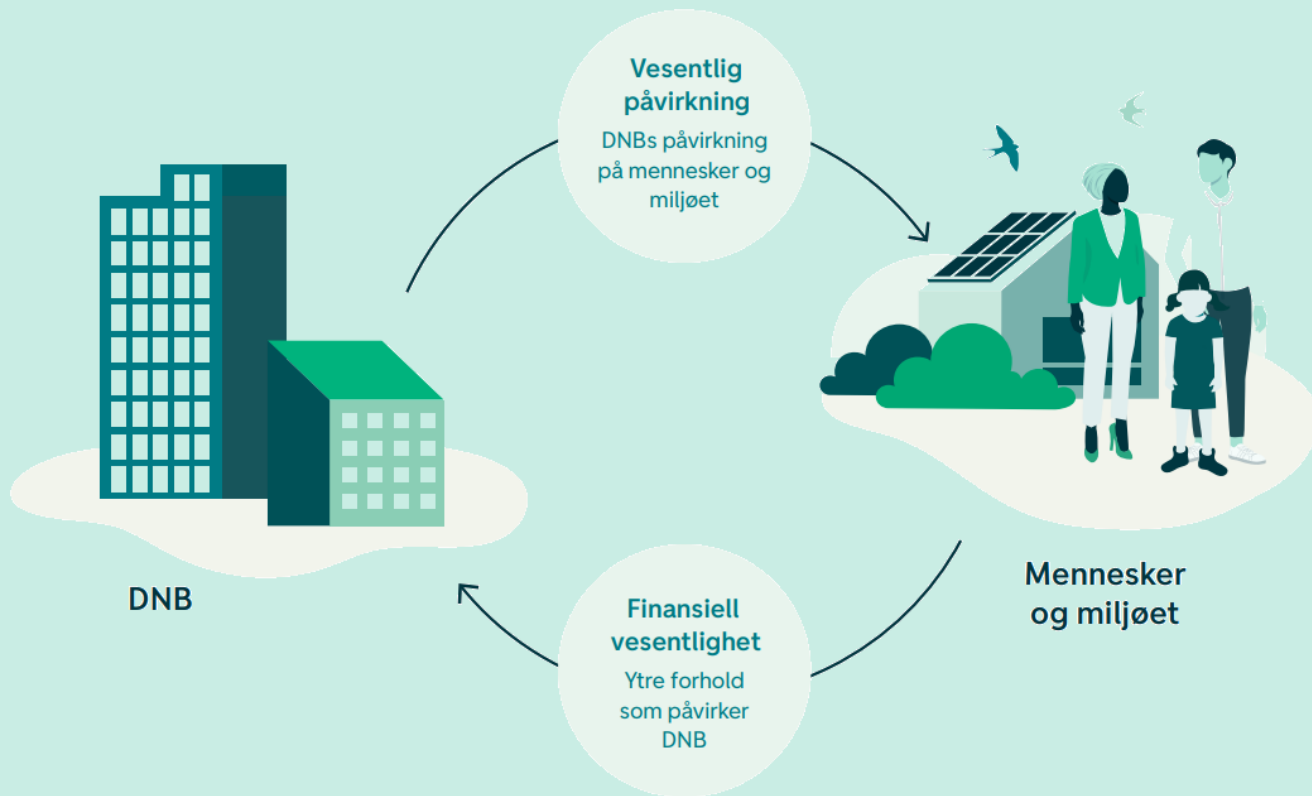 Vesentlig
påvirkning
DNBs påvirkning
på mennesker og
miljøet
DNB
Mennesker
og miljøet
Finansiell
vesentlighet
Ytre forhold
som påvirker
DNB